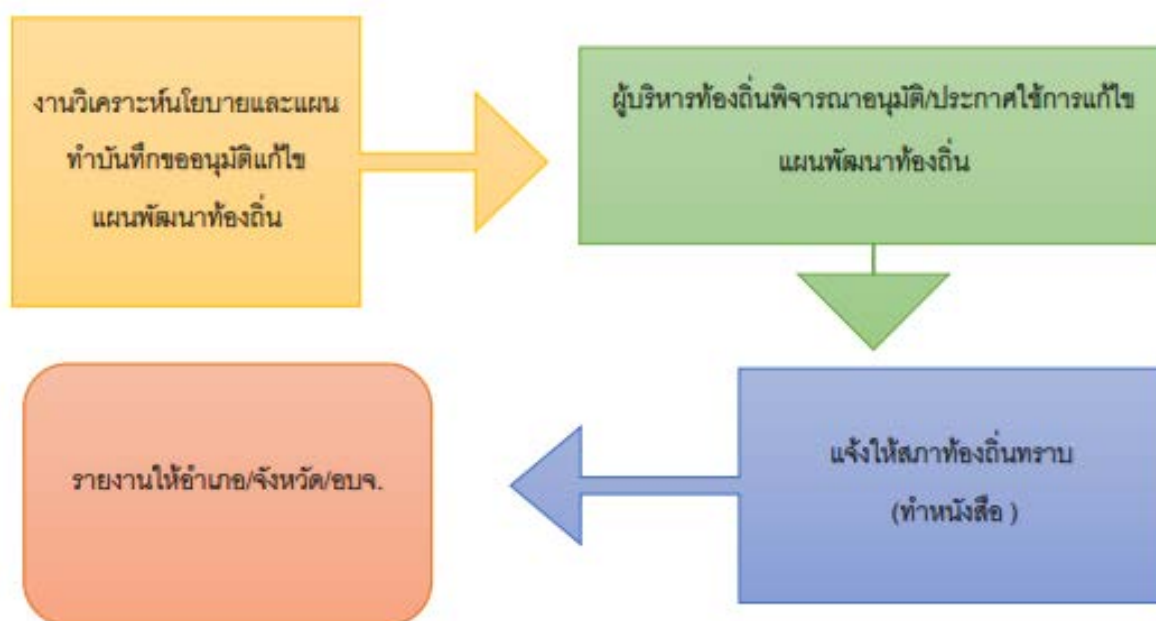 งานวิเคราะห์นโยบายและแผน
ทำบันทึกขออนุมัติแก้ไข
แผนพัฒนาท้องถิ่น
ผู้บริหารท้องถิ่นพิจารณาอนุมัติ/ประกาศใช้การแก้ไข
แผนพัฒนาท้องถิ่น
แจ้งให้สภาท้องถิ่นทราบ
(ทำหนังสือ )
รายงานให้อำเภอ/จังหวัด/อบจ.